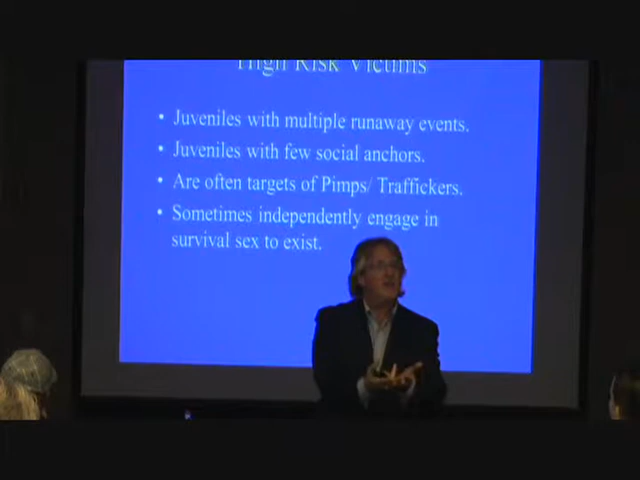 High Risk Victims
• Juveniles with multiple runaway events.
• Juveniles with few social anchors.
• Are often targets of Pimps/ Traffickers.
• Sometimes independently engage in
survival sex to exist.